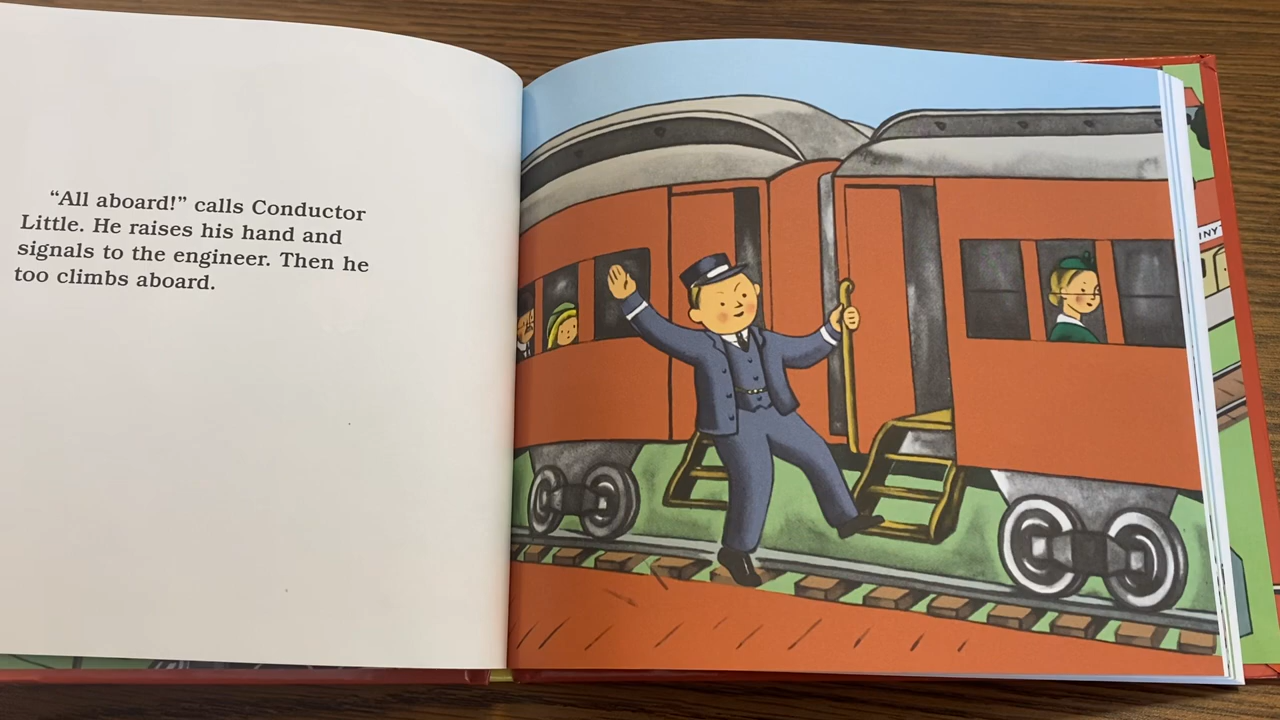 “All aboard!” calls Conductor
Little. He raises his hand and
signals to the engineer. Then he
too climbs aboard.